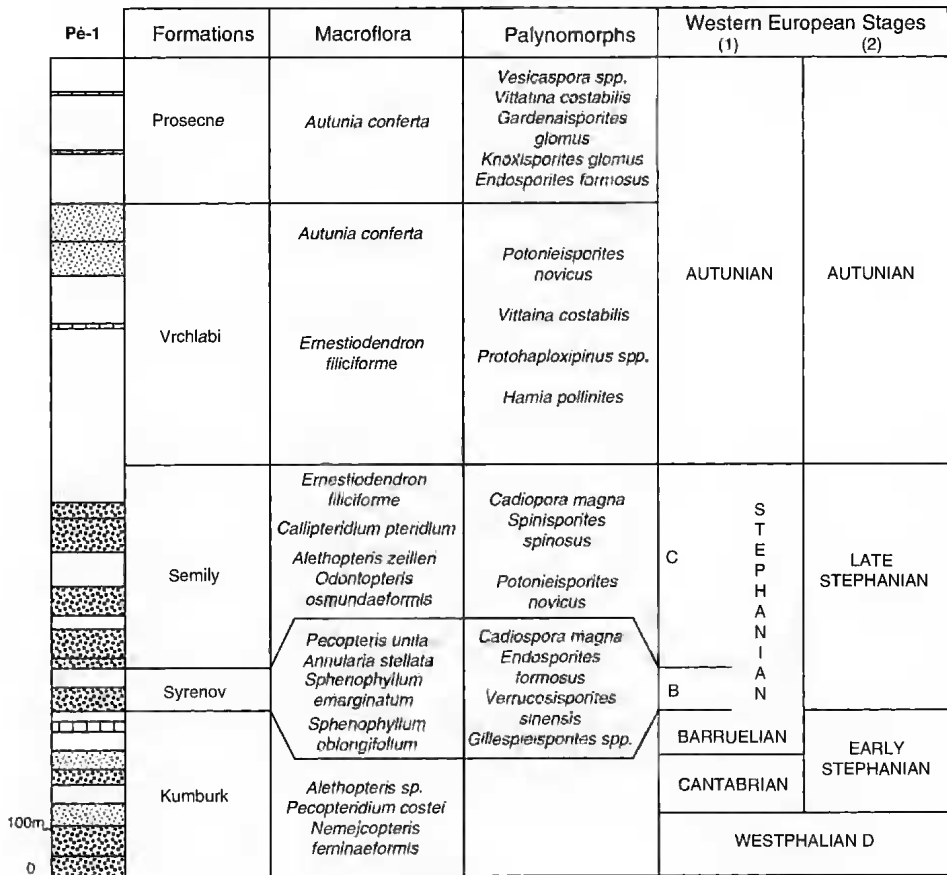 Pė-1
Formations
Macroflora
Palynomorphs
Western European Stages
(1) (2)
Prosecne
Autunia conferta
Vesicaspora spp.
Vittatina costabilis
Gardenaisporites
glomus
Knoxisporites glomus
Endosporites formosus
AUTUNIAN
AUTUNIAN
Vrchlabi
Autunia conferta
Ernestiodendron
filiciforme
Potonieisporites
novicus
Vittaina costabilis
Protohaploxipinus spp.
Hamia pollinites
Semily
Ernestiodendron
filiciforme
Callipteridium pteridium
Alethopteris zeilleri
Odontopteris
osmundaeformis
Cadiopora magna
Spinisporites
spinosus
Potonieisporites
novicus
C
STEPHANIAN
LATE
STEPHANIAN
Syrenov
Pecopteris unita
Annularia stellata
Sphenophyllum
emarginatum
Sphenophyllum
oblongifolium
Cadiospora magna
Endosporites
formosus
Verrucosisporites
sinensis
Gillespieisporites spp.
B
BARRUELIAN
EARLY
STEPHANIAN
CANTABRIAN
Kumburk
Alethopteris sp.
Pecopteridium costei
Nemejcopteris
feminaeformis
WESTPHALIAN D
100m
0